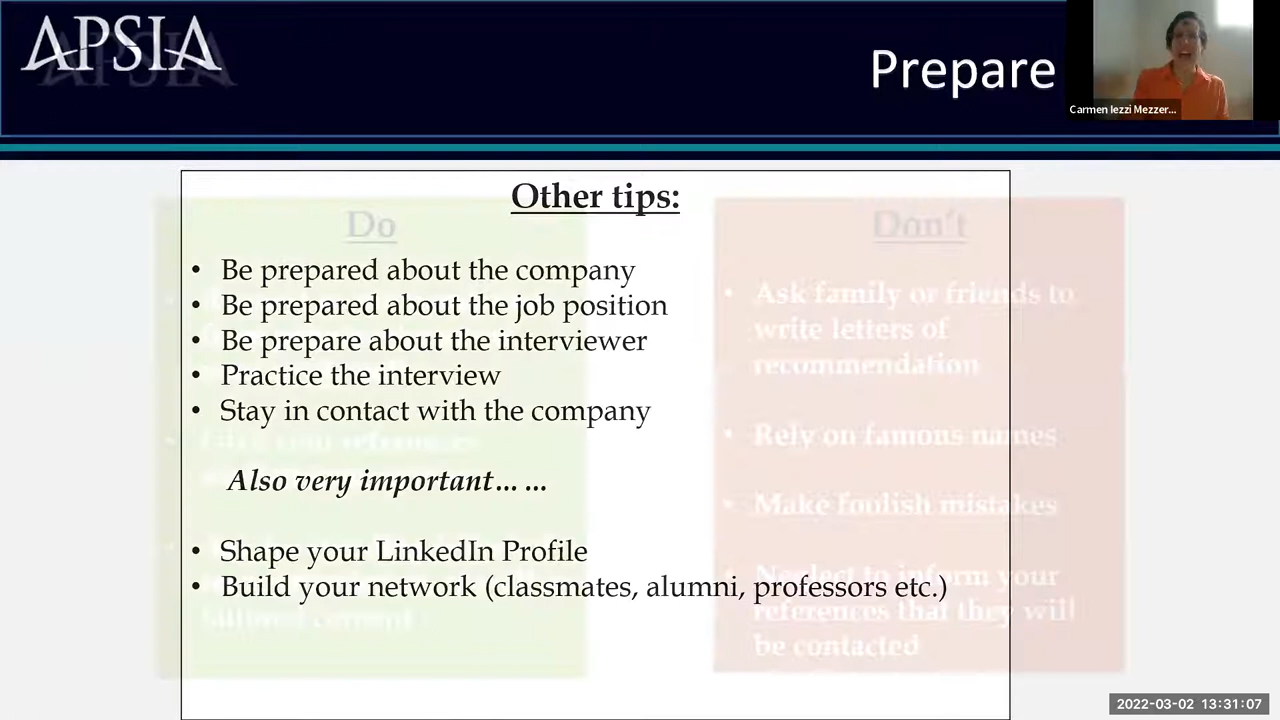 APSIA
Prepare
Carmen Iezzi Mezzer...
Other tips:
• Be prepared about the company
• Be prepared about the job position
• Be prepare about the interviewer
• Practice the interview
• Stay in contact with the company
Also very important... ...
• Shape your LinkedIn Profile
• Build your network (classmates, alumni, professors etc.)
Do
Don't
• Ask family or friends to
write letters of
recommendation
• Rely on famous names
• Make foolish mistakes
• Neglect to inform your
references that they will
be contacted
2022-03-02 13:31:07